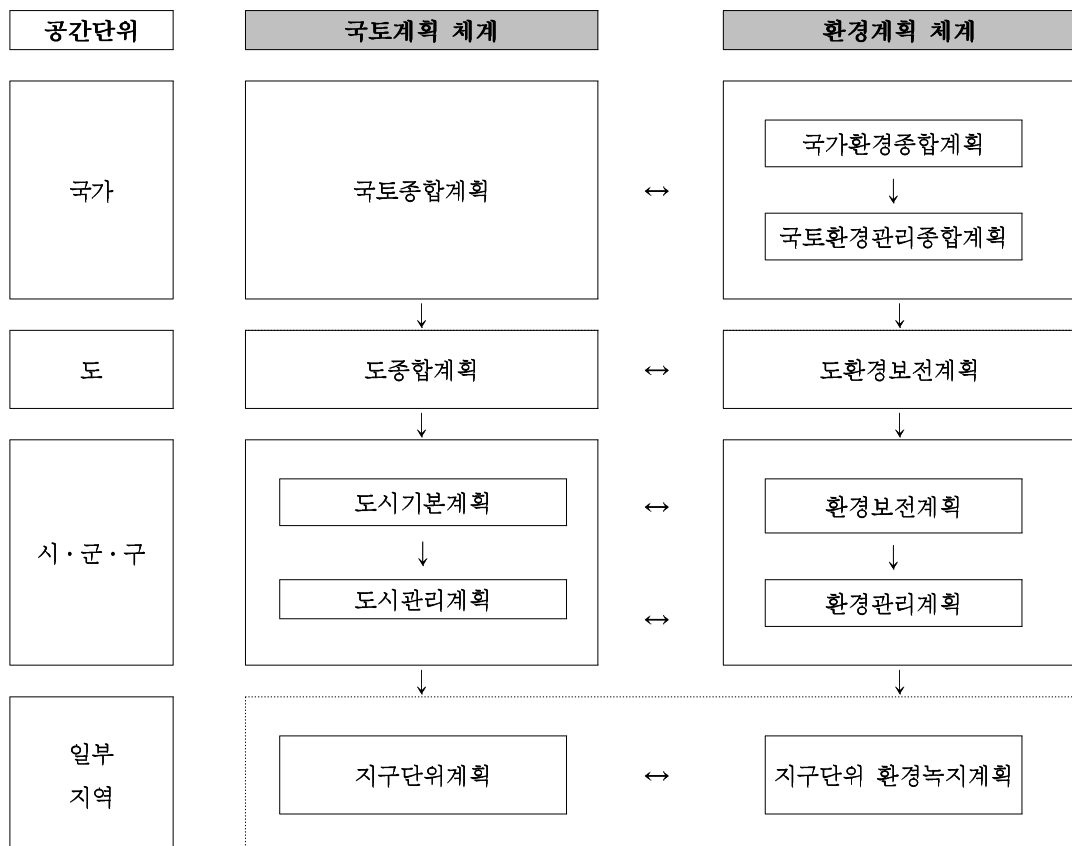 공간단위 국토계획 체계 환경계획 체계
국가환경종합계획
국가 국토종합계획 ↔ ↓
국토환경관리종합계획
↓ ↓
도 도종합계획 ↔ 도환경보전계획
↓ ↓
도시기본계획 ↔ 환경보전계획
시·군·구 ↓ ↓
도시관리계획 ↔ 환경관리계획
↓ ↓
일부
지구단위계획 ↔ 지구단위 환경녹지계획
지역